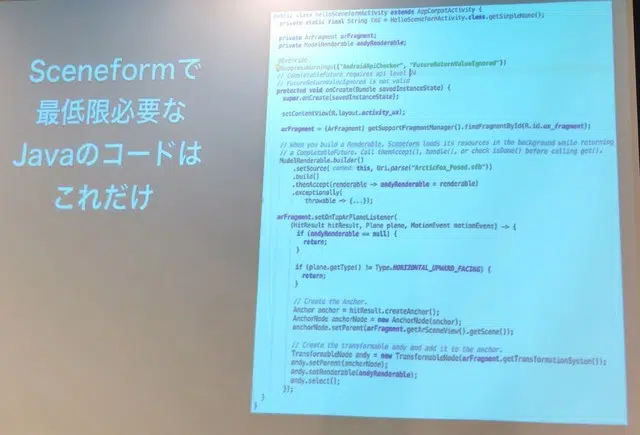 Sceneformで
最低限必要な
Javaのコードは
これだけ
public class HelloSceneformActivity extends AppCompatActivity {
private static final String TAG = HelloSceneformActivity.class.getSimpleName();
private ArFragment arFragment;
private ModelRenderable andyRenderable;
@Override
@SuppressWarnings({"AndroidApiChecker", "FutureReturnValueIgnored"})
// CompletableFuture requires api level 24
// FutureReturnValueIgnored is not valid
protected void onCreate(Bundle savedInstanceState) {
super.onCreate(savedInstanceState);
setContentView(R.layout.activity_ux);
arFragment = (ArFragment) getSupportFragmentManager().findFragmentById(R.id.ux_fragment);
// When you build a Renderable, Sceneform loads its resources in the background while returning
// a CompletableFuture. Call thenAccept(), handle(), or check isDone() before calling get().
ModelRenderable.builder()
.setSource( context: this, Uri.parse("ArcticFox_Posed.sfb"))
.build()
.thenAccept(renderable -> andyRenderable = renderable)
.exceptionally(
throwable -> {...});
arFragment.setOnTapArPlaneListener(
(HitResult hitResult, Plane plane, MotionEvent motionEvent) -> {
if (andyRenderable == null) {
return;
}
if (plane.getType() != Type.HORIZONTAL_UPWARD_FACING) {
return;
}
// Create the Anchor.
Anchor anchor = hitResult.createAnchor();
AnchorNode anchorNode = new AnchorNode(anchor);
anchorNode.setParent(arFragment.getArSceneView().getScene());
// Create the transformable andy and add it to the anchor.
TransformableNode andy = new TransformableNode(arFragment.getTransformationSystem());
andy.setParent(anchorNode);
andy.setRenderable(andyRenderable);
andy.select();
});
}
}